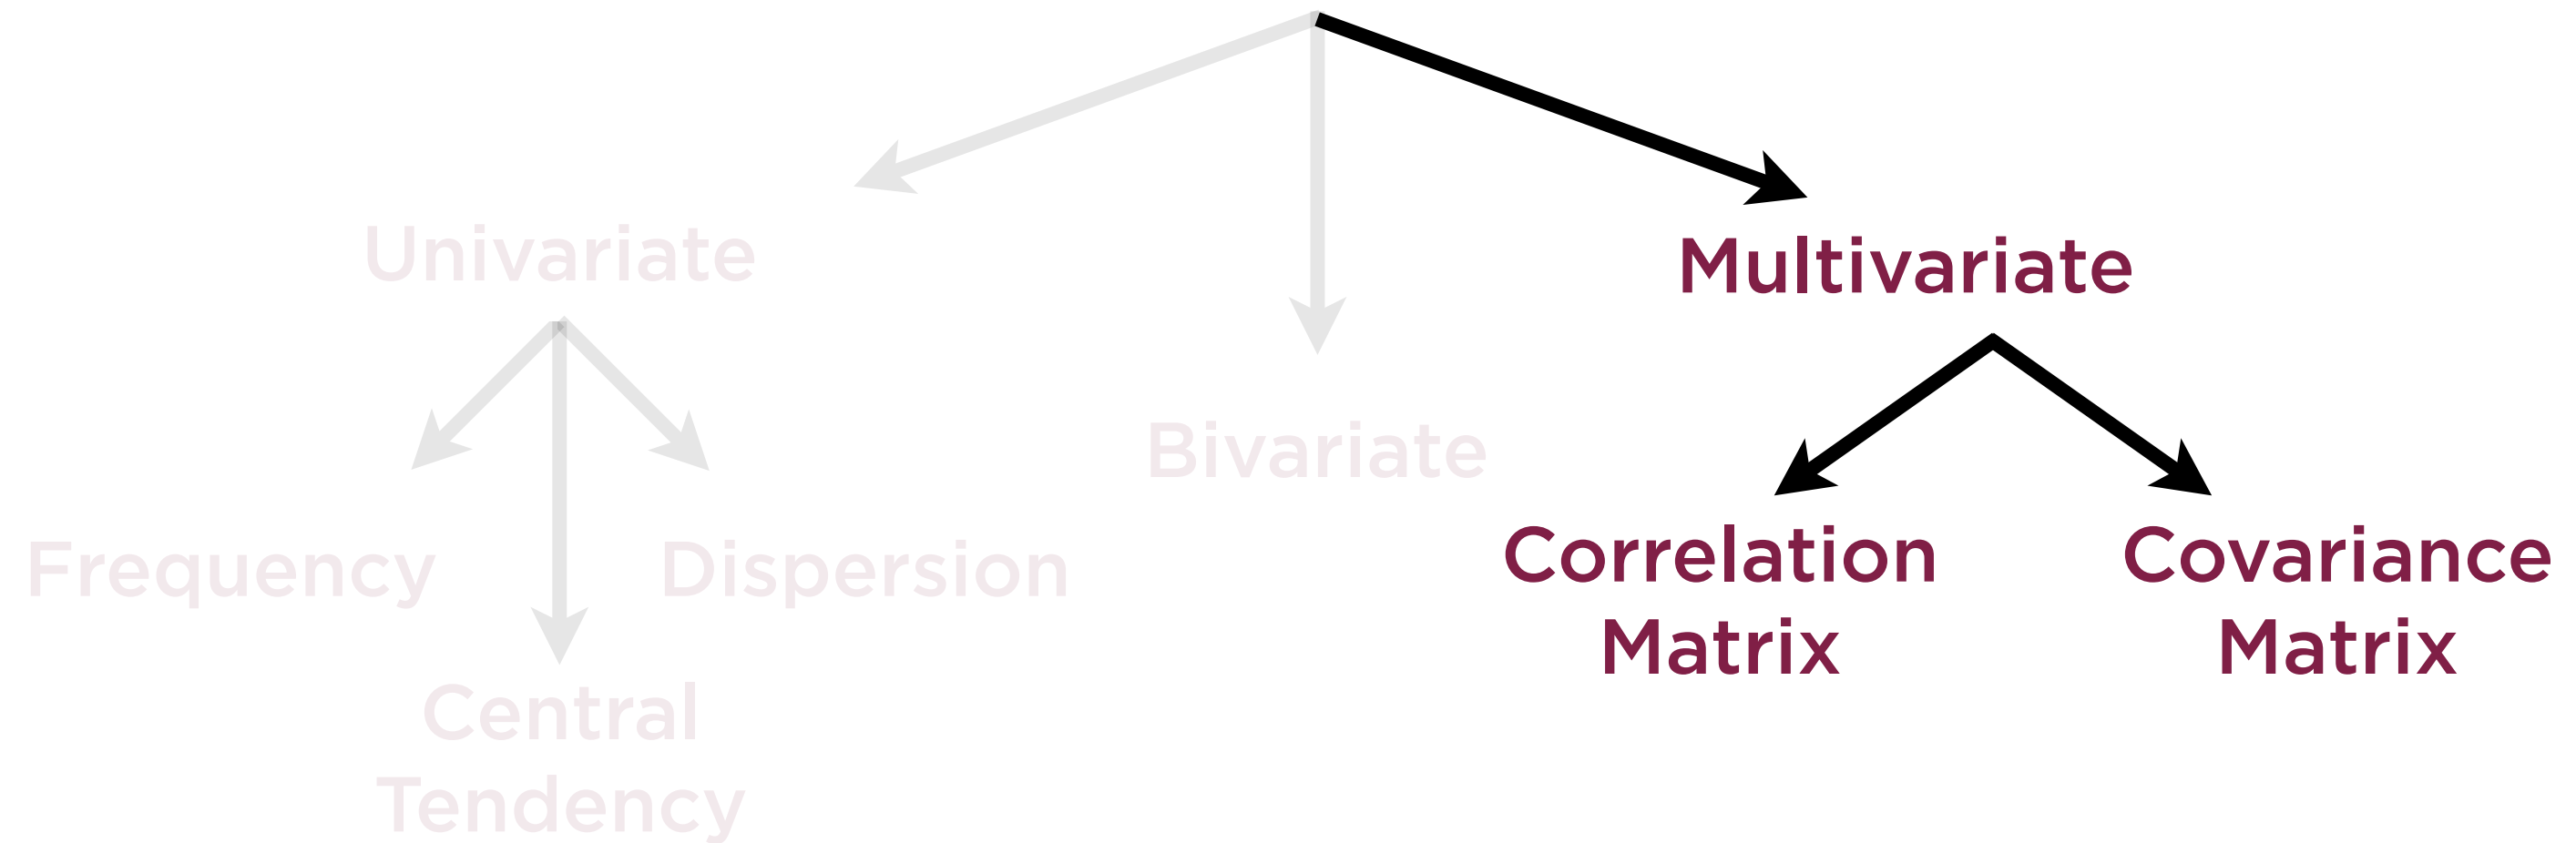 Univariate
Multivariate
Bivariate
Frequency
Dispersion
Correlation
Matrix
Covariance
Matrix
Central
Tendency